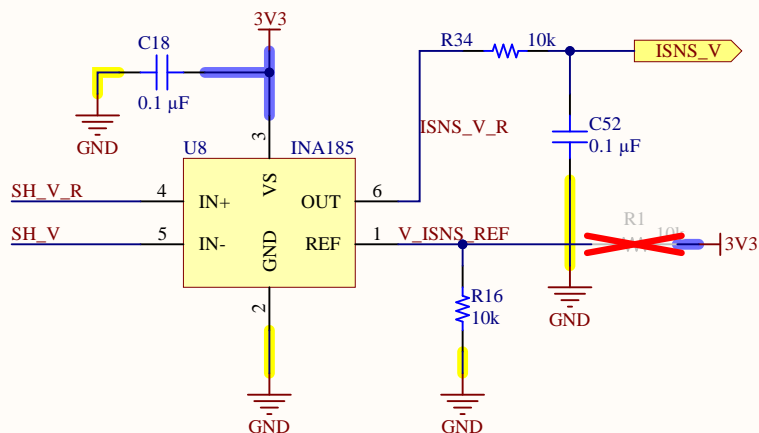 3V3
C18
0.1 µF
GND
R34
10k
ISNS_V
ISNS_V_R
C52
0.1 µF
U8
INA185
3
VS
SH_V_R
4
IN+
OUT
6
SH_V
5
IN-
REF
1
V_ISNS_REF
GND
2
R1
10k
3V3
R16
10k
GND
GND
GND